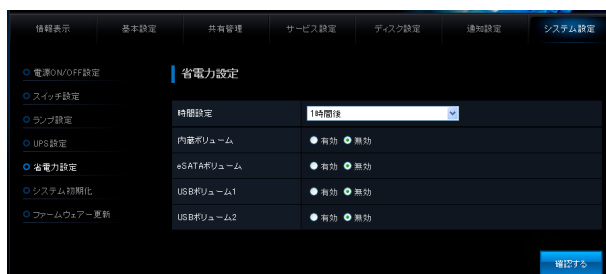 情報表示 基本設定 共有管理 サービス設定 ディスク設定 通知設定 システム設定
電源ON/OFF設定
スイッチ設定
ランプ設定
UPS設定
省電力設定
システム初期化
ファームウェアー更新
省電力設定
時間設定 1時間後
内蔵ボリューム 有効 無効
eSATAボリューム 有効 無効
USBボリューム1 有効 無効
USBボリューム2 有効 無効
確認する